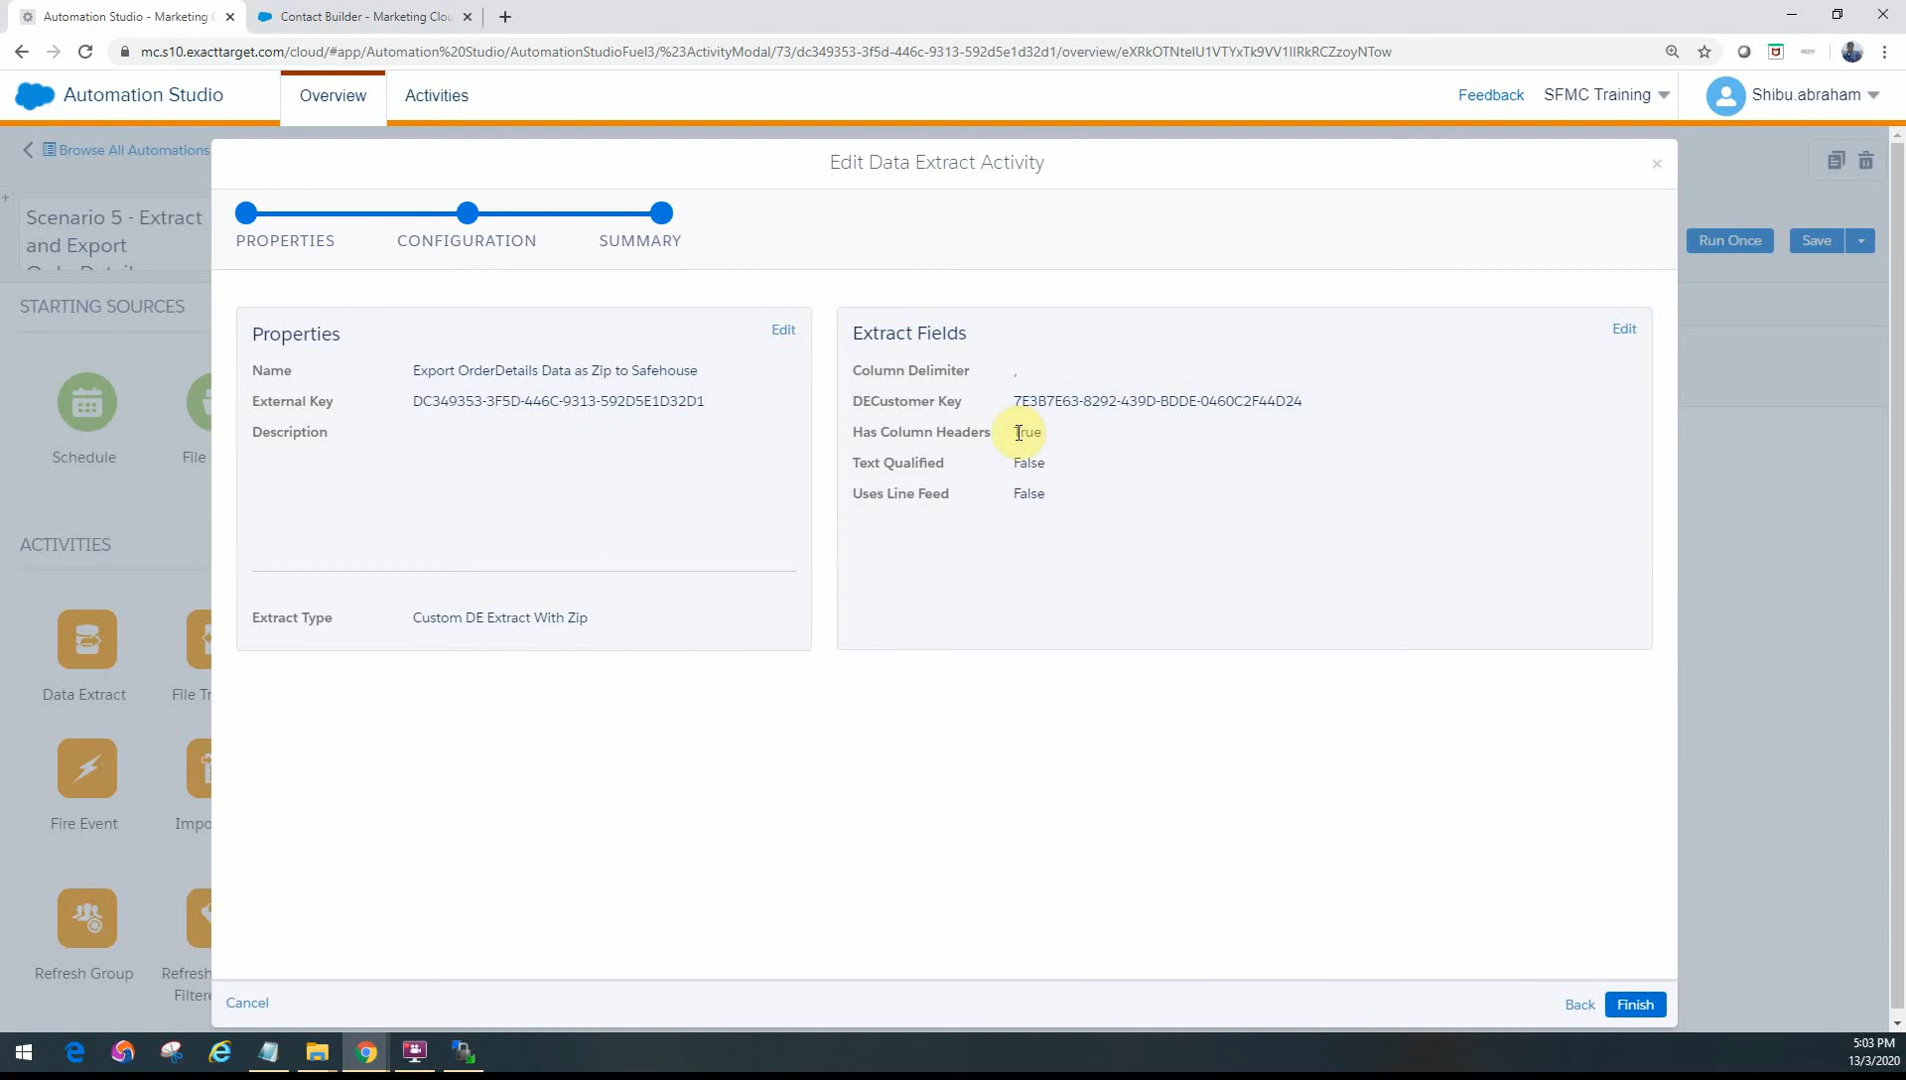 Automation Studio - Marketing C
Contact Builder - Marketing Clou
mc.s10.exacttarget.com/cloud/#app/Automation%20Studio/AutomationStudioFuel3/%23ActivityModal/73/dc349353-3f5d-446c-9313-592d5e1d32d1/overview/eXRkOTNtelU1VTYxTk9VV1lIRkRCZzoyNTow
Automation Studio
Overview
Activities
Feedback
SFMC Training
Shibu.abraham
Browse All Automations
Edit Data Extract Activity
Scenario 5 - Extract
and Export
PROPERTIES
CONFIGURATION
SUMMARY
Run Once
Save
STARTING SOURCES
Schedule
File
ACTIVITIES
Data Extract
File Tr
Fire Event
Impo
Refresh Group
Refresh
Filtere
Properties
Edit
Name
Export OrderDetails Data as Zip to Safehouse
External Key
DC349353-3F5D-446C-9313-592D5E1D32D1
Description
Extract Type
Custom DE Extract With Zip
Extract Fields
Edit
Column Delimiter
,
DECustomer Key
7E3B7E63-8292-439D-BDDE-0460C2F44D24
Has Column Headers
True
Text Qualified
False
Uses Line Feed
False
Cancel
Back
Finish
5:03 PM
13/3/2020